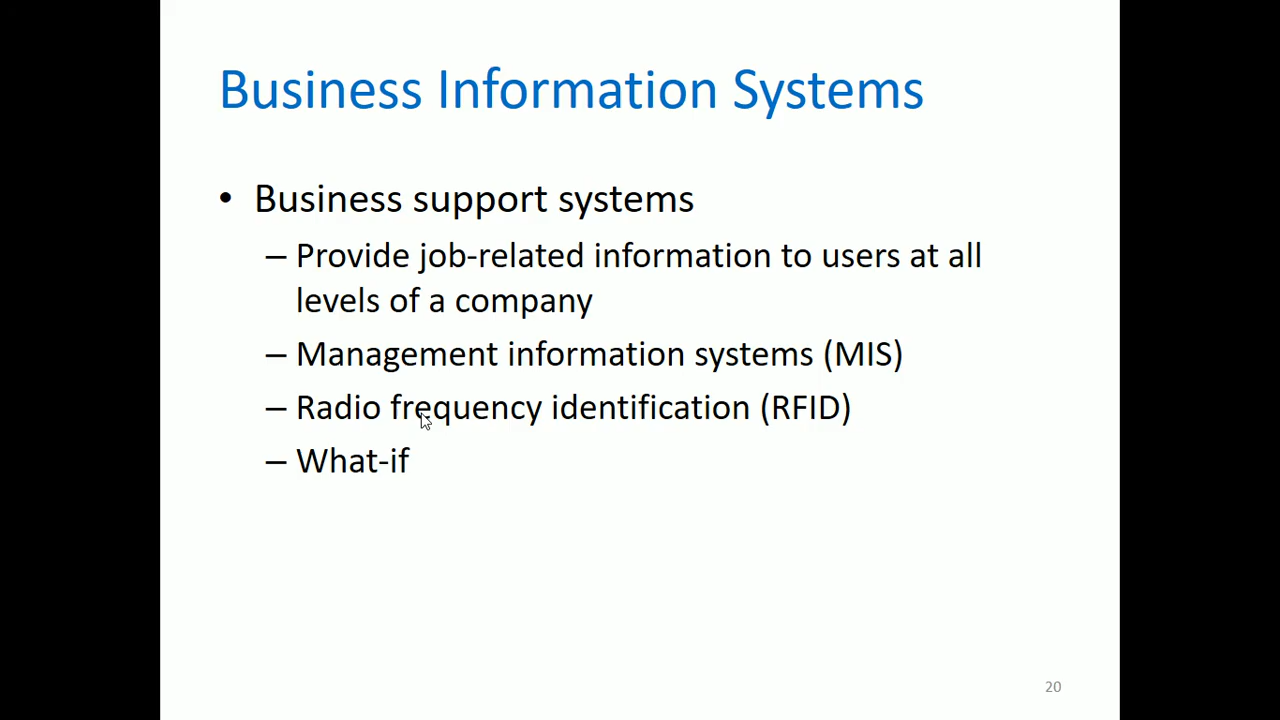 Business Information Systems
• Business support systems
– Provide job-related information to users at all
levels of a company
– Management information systems (MIS)
– Radio frequency identification (RFID)
– What-if
20